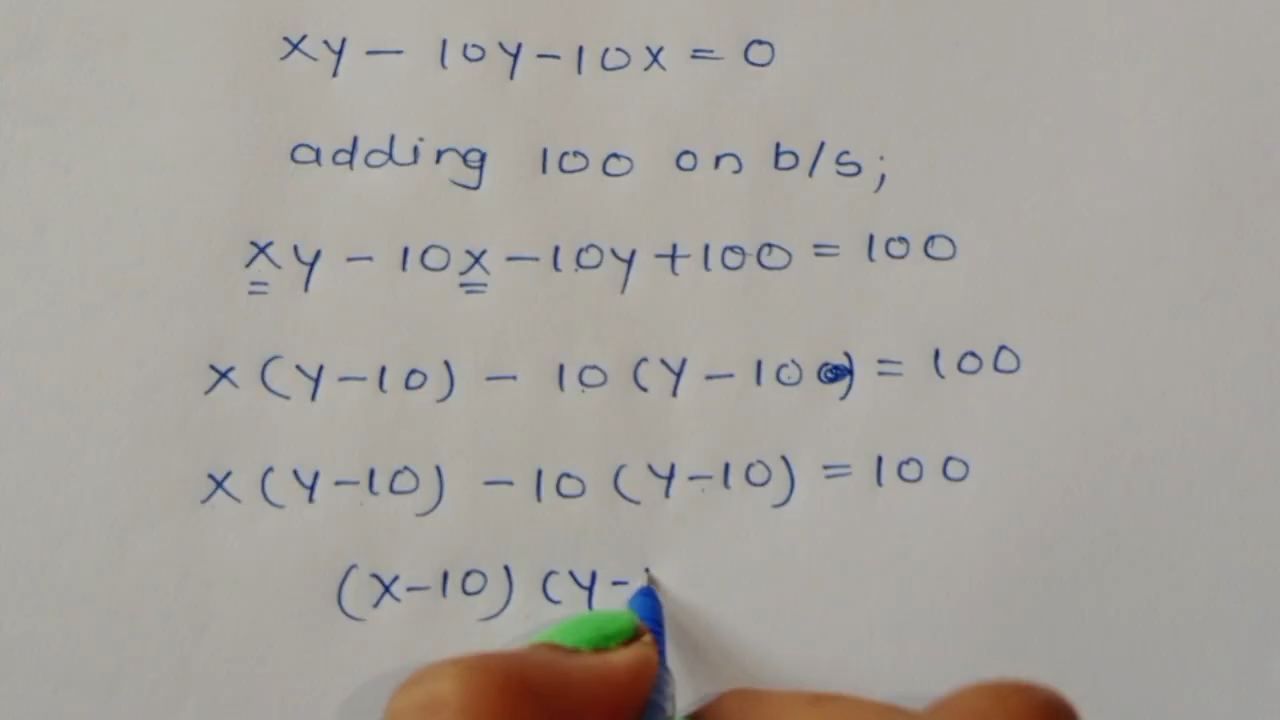 xy - 10y - 10x = 0
adding 100 on b/s;
xy - 10x - 10y + 100 = 100
x(y-10) - 10(y-100) = 100
x(y-10) - 10(y-10) = 100
(x-10)(y-